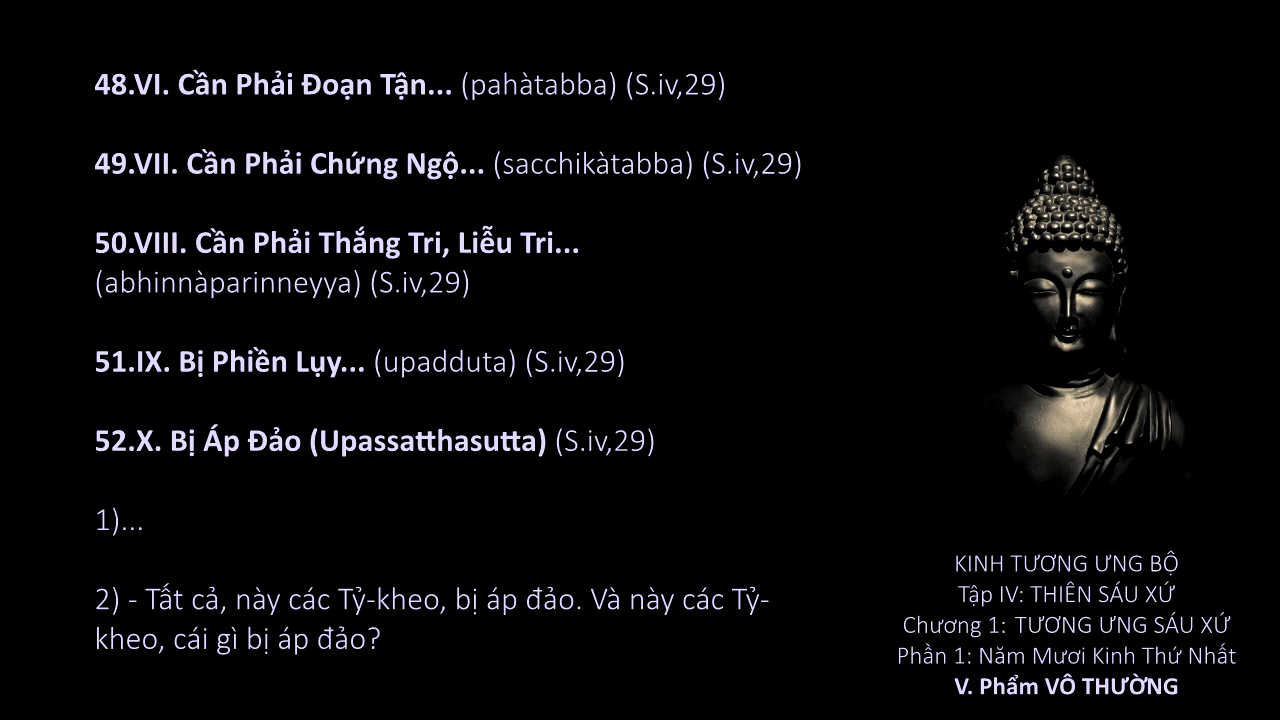 48.VI. Cần Phải Đoạn Tận... (pahàtabba) (S.iv,29)
49.VII. Cần Phải Chứng Ngộ... (sacchikàtabba) (S.iv,29)
50.VIII. Cần Phải Thắng Tri, Liễu Tri...
(abhinnàparinneyya) (S.iv,29)
51.IX. Bị Phiền Lụy... (upadduta) (S.iv,29)
52.X. Bị Áp Đảo (Upassatthasutta) (S.iv,29)
1)...
2) - Tất cả, này các Tỷ-kheo, bị áp đảo. Và này các Tỷ-
kheo, cái gì bị áp đảo?
KINH TƯƠNG ƯNG BỘ
Tập IV: THIÊN SÁU XỨ
Chương 1: TƯƠNG ƯNG SÁU XỨ
Phần 1: Năm Mươi Kinh Thứ Nhất
V. Phẩm VÔ THƯỜNG